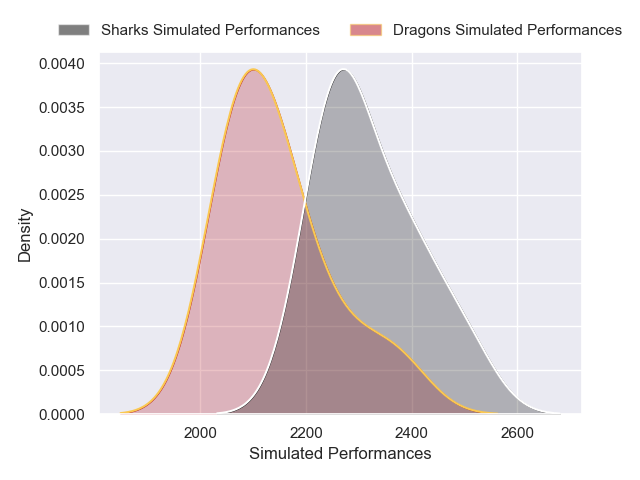 Sharks Simulated Performances Dragons Simulated Performances
0.0040
0.0035
0.0030
0.0025
0.0020
0.0015
0.0010
0.0005
0.0000
Density
2000 2200 2400 2600
Simulated Performances